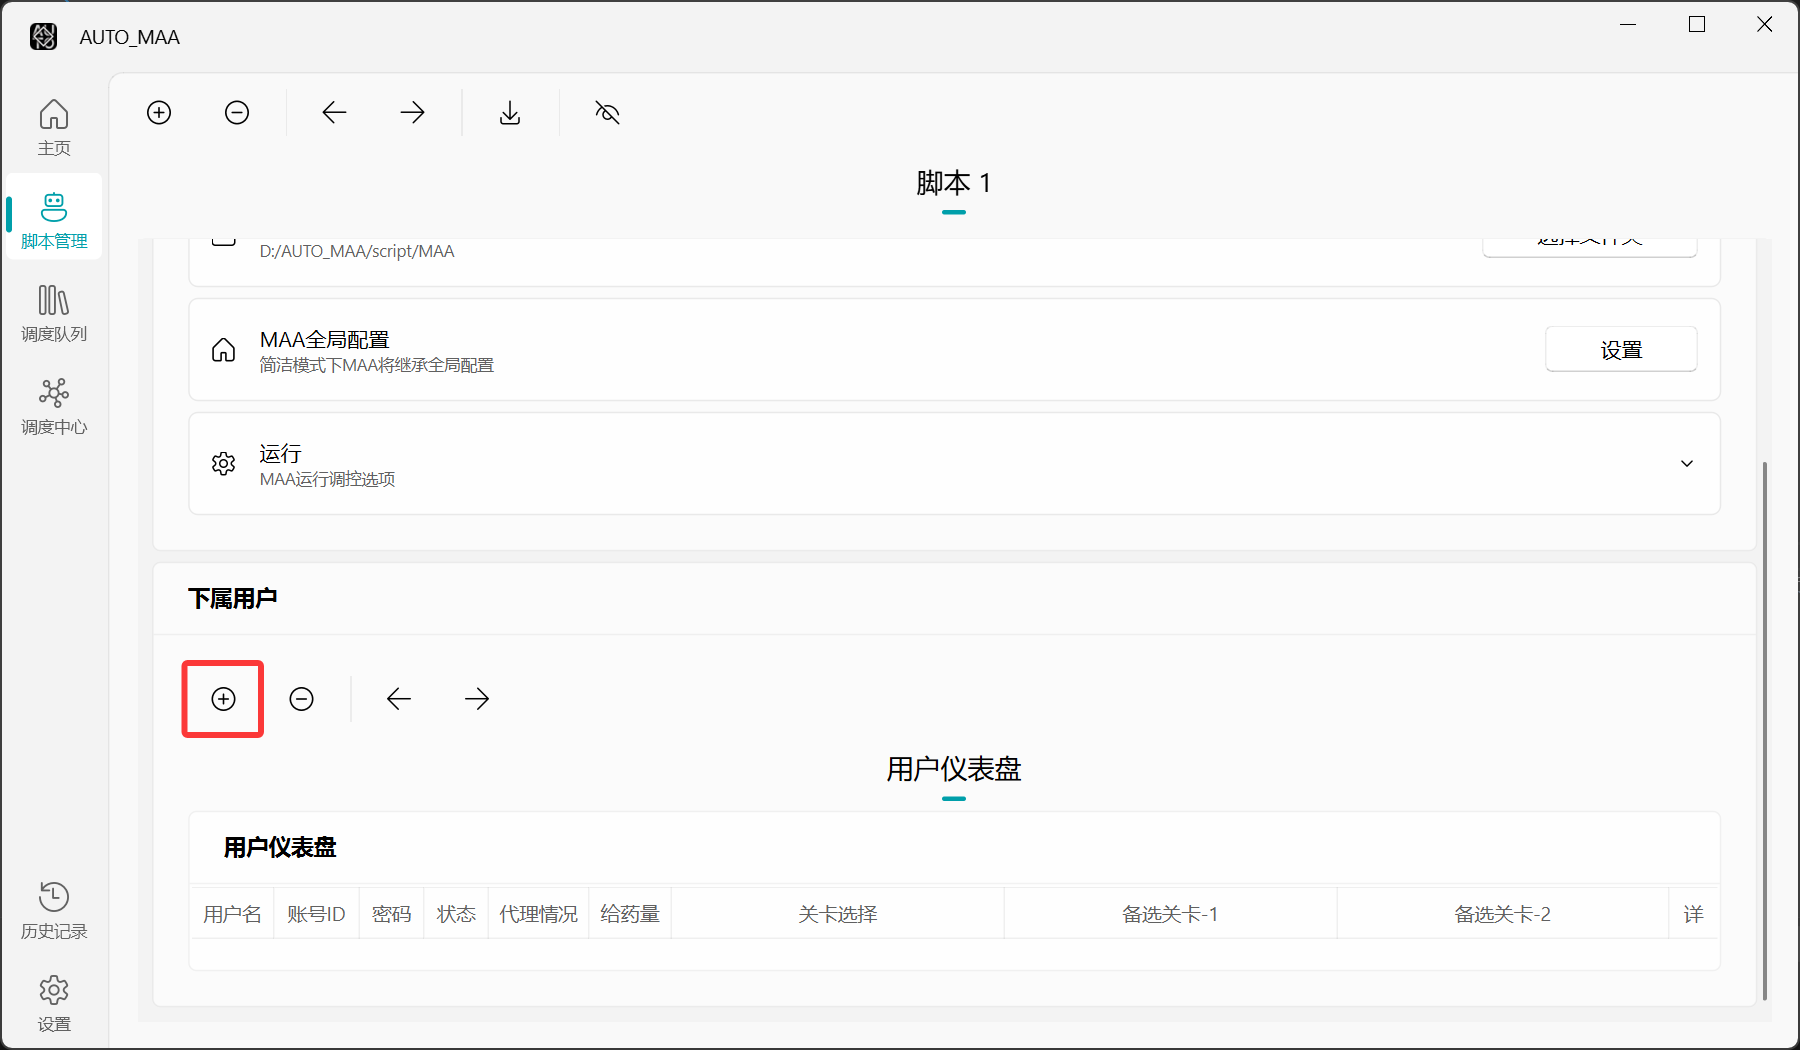 AUTO_MAA
主页
脚本管理
调度队列
调度中心
历史记录
设置
脚本 1
D:/AUTO_MAA/script/MAA
选择文件夹
MAA全局配置
简洁模式下MAA将继承全局配置
设置
运行
MAA运行调控选项
下属用户
用户仪表盘
用户仪表盘
用户名 账号ID 密码 状态 代理情况 给药量 关卡选择 备选关卡-1 备选关卡-2 详